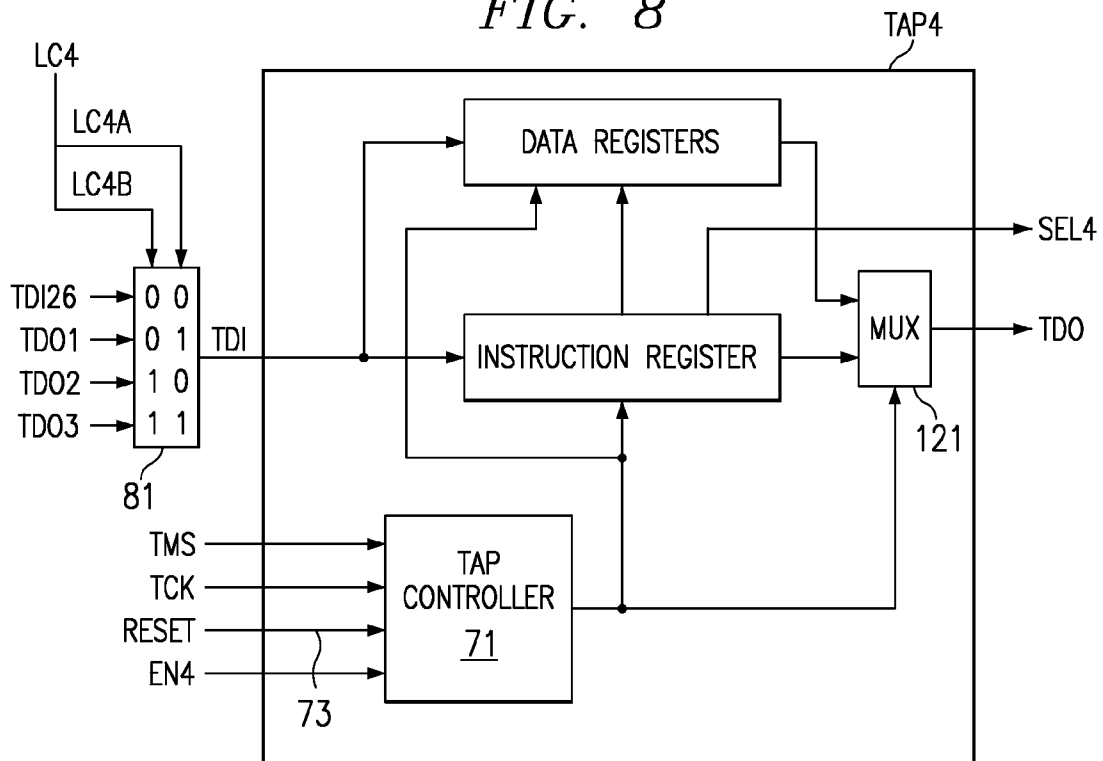 FIG. 8
TAP4
LC4
LC4A
LC4B
DATA REGISTERS
SEL4
TDI26
0 0
TDO1
0 1
TDI
TDO2
1 0
TDO3
1 1
81
INSTRUCTION REGISTER
MUX
TDO
121
TMS
TCK
RESET
EN4
TAP
CONTROLLER
71
73